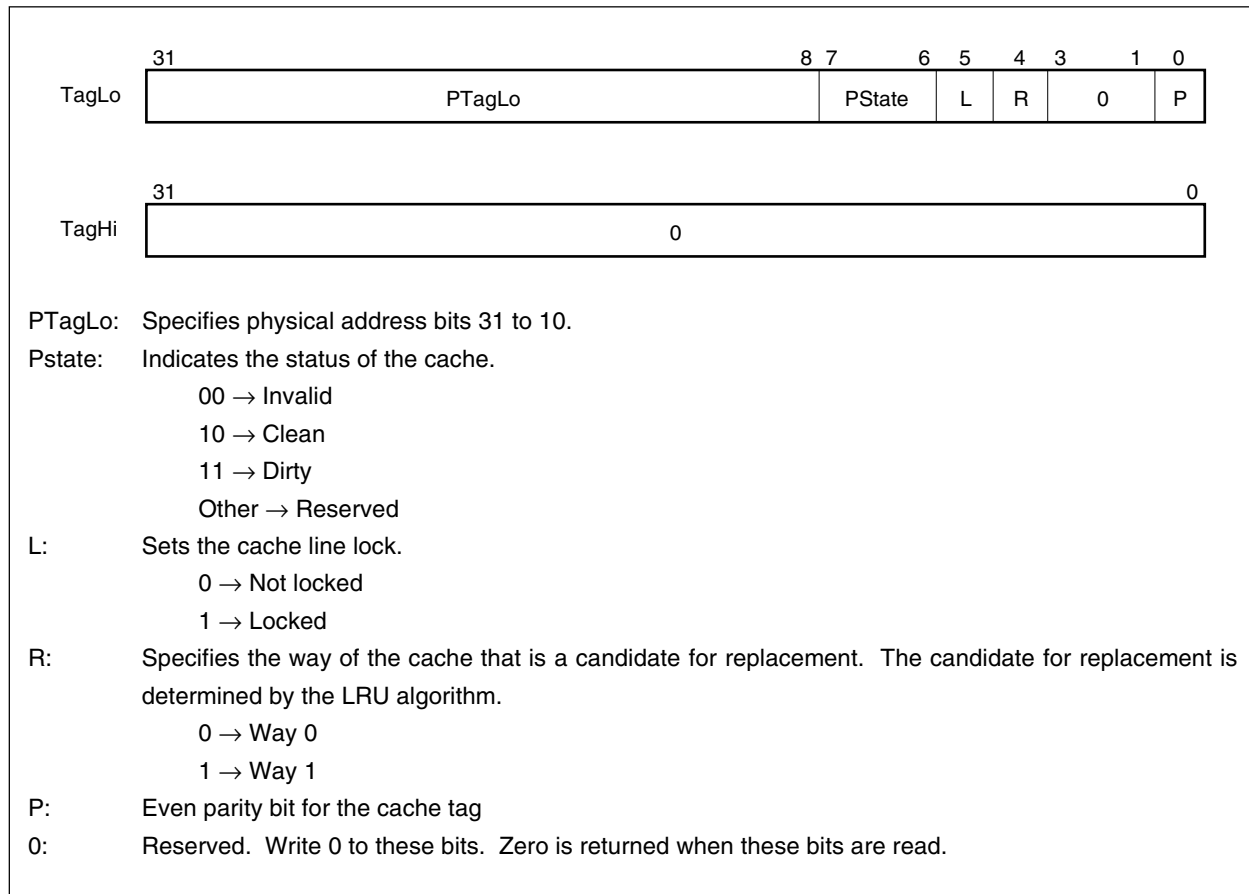 31 8 7 6 5 4 3 1 0
TagLo PTagLo PState L R 0 P
31 0
TagHi 0
PTagLo: Specifies physical address bits 31 to 10.
Pstate: Indicates the status of the cache.
00 → Invalid
10 → Clean
11 → Dirty
Other → Reserved
L: Sets the cache line lock.
0 → Not locked
1 → Locked
R: Specifies the way of the cache that is a candidate for replacement. The candidate for replacement is
determined by the LRU algorithm.
0 → Way 0
1 → Way 1
P: Even parity bit for the cache tag
0: Reserved. Write 0 to these bits. Zero is returned when these bits are read.